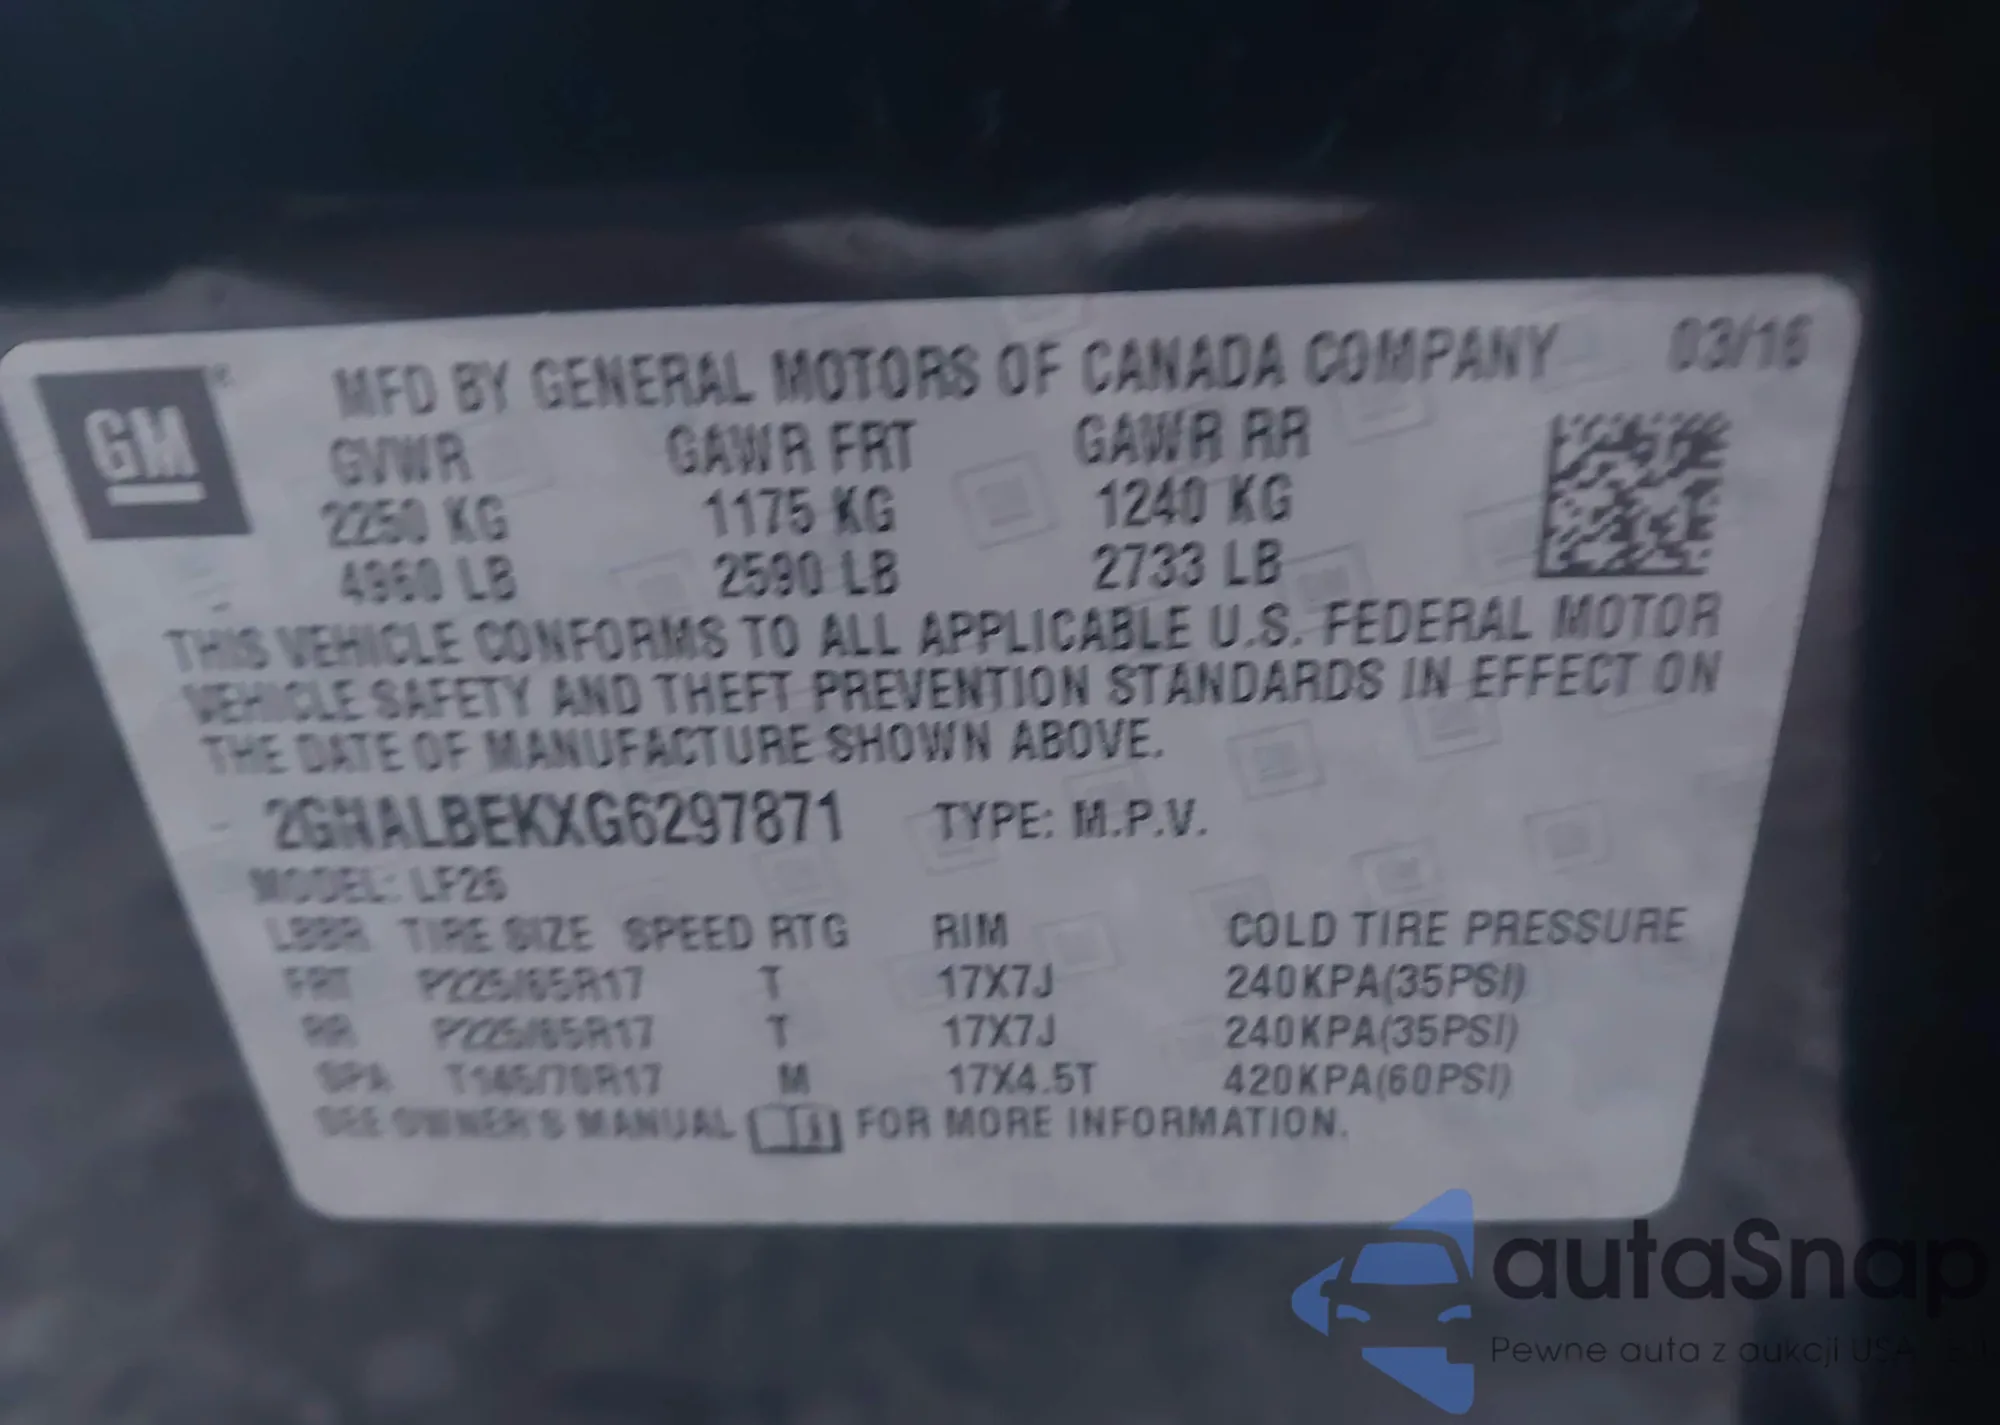 GM
MFD BY GENERAL MOTORS OF CANADA COMPANY 03/16
GVWR GAWR FRT GAWR RR
2250 KG 1175 KG 1240 KG
4960 LB 2590 LB 2733 LB
THIS VEHICLE CONFORMS TO ALL APPLICABLE U.S. FEDERAL MOTOR
VEHICLE SAFETY AND THEFT PREVENTION STANDARDS IN EFFECT ON
THE DATE OF MANUFACTURE SHOWN ABOVE.
2GNALBEKXG6297871 TYPE: M.P.V.
MODEL: LF26
LBBR TIRE SIZE SPEED RTG RIM COLD TIRE PRESSURE
FRT P225/65R17 T 17X7J 240KPA(35PSI)
RR P225/65R17 T 17X7J 240KPA(35PSI)
SPA T145/70R17 M 17X4.5T 420KPA(60PSI)
SEE OWNER'S MANUAL FOR MORE INFORMATION.
autaSnap
Pewne auta z aukcji USA